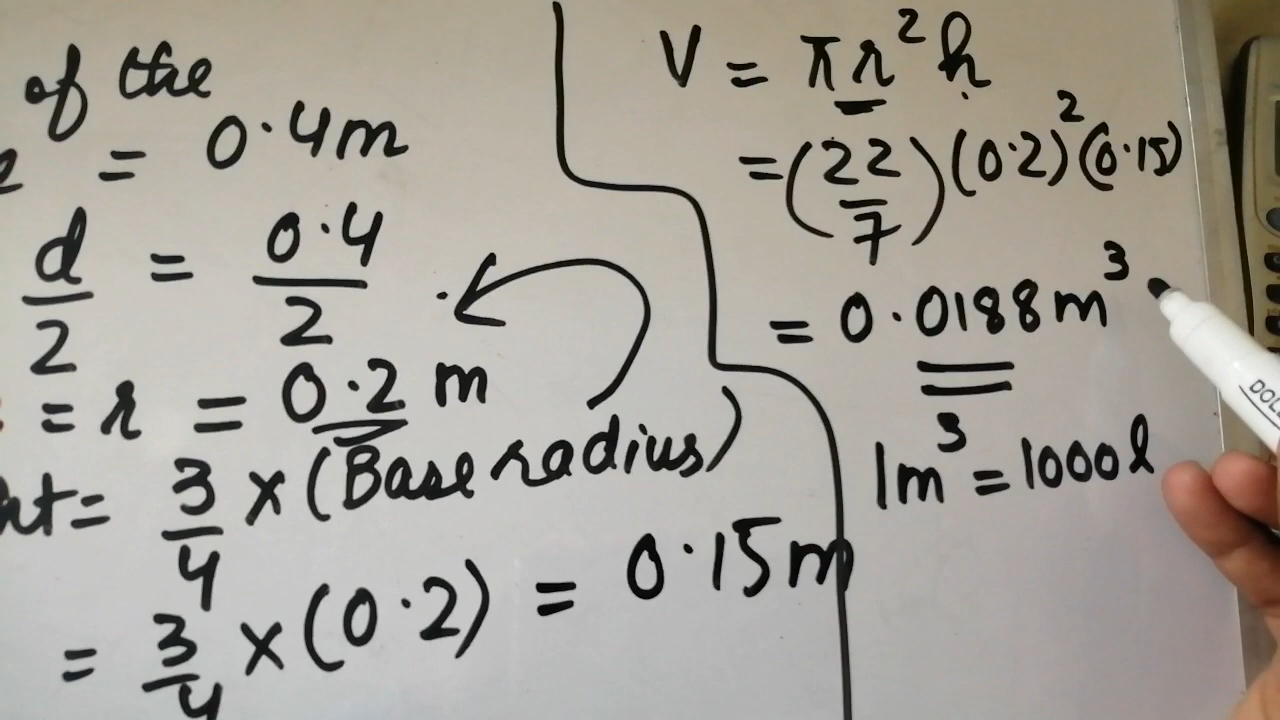 of the
= 0.4m
d/2 = 0.4/2
= r = 0.2 m
= 3/4 × (Base radius)
= 3/4 × (0.2) = 0.15m
V = πr²h
= (22/7)(0.2)²(0.15)
= 0.0188m³
1m³ = 1000l